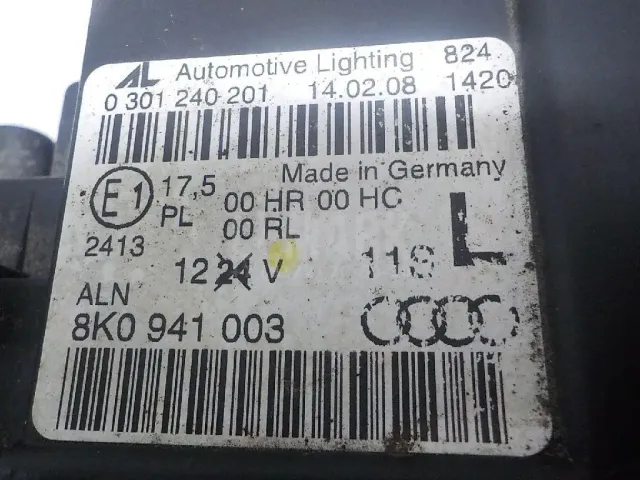 AL Automotive Lighting 824
0 301 240 201 14.02.08 1420
Made in Germany
E1 17,5 00 HR 00 HC
PL 00 RL
2413
12 24 V 11S L
ALN
8K0 941 003